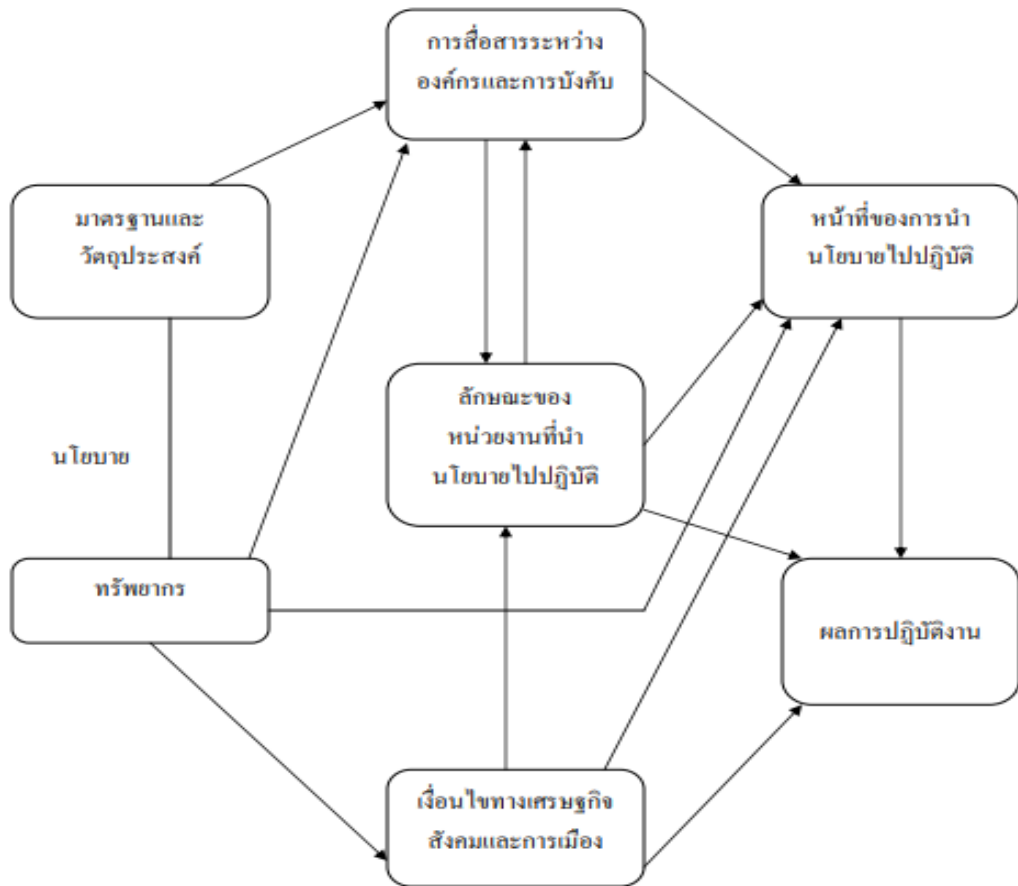 การสื่อสารระหว่าง
องค์กรและการบังคับ
มาตรฐานและ
วัตถุประสงค์
หน้าที่ของการนำ
นโยบายไปปฏิบัติ
ลักษณะของ
หน่วยงานที่นำ
นโยบายไปปฏิบัติ
นโยบาย
ทรัพยากร
ผลการปฏิบัติงาน
เงื่อนไขทางเศรษฐกิจ
สังคมและการเมือง